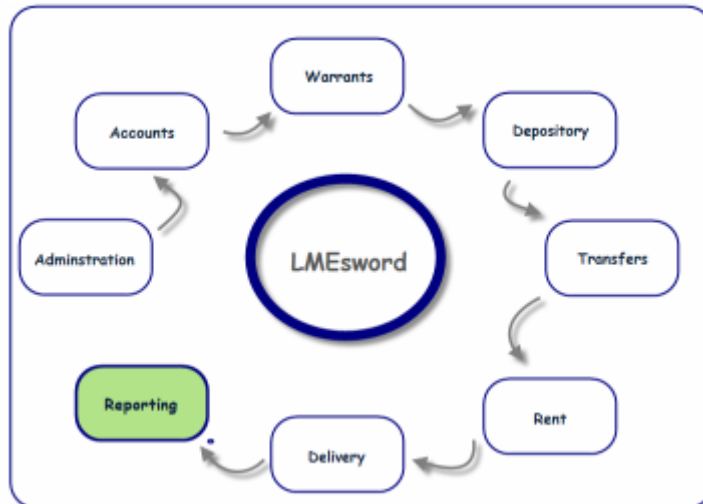 Warrants
Accounts
Depository
Adminstration
LMEsword
Transfers
Reporting
Rent
Delivery